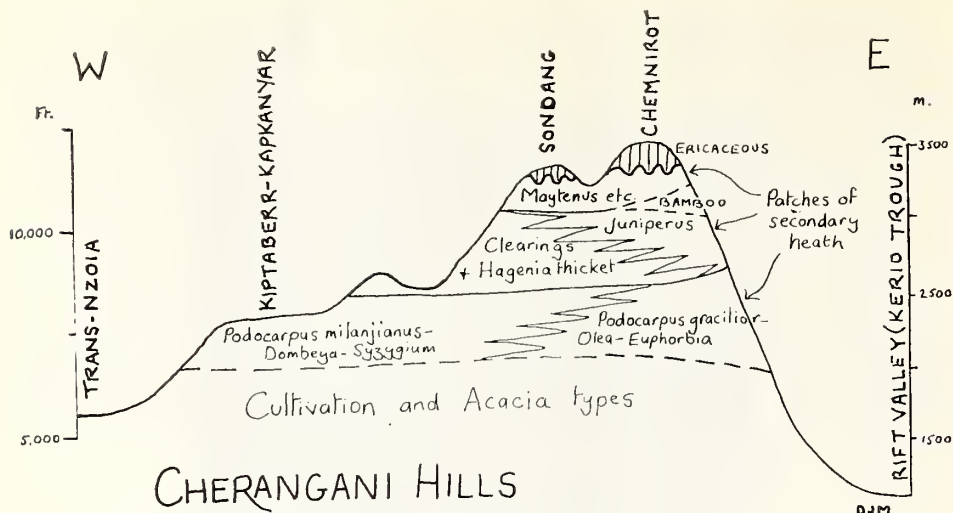 W
E
Ft.
m.
KIPTABERR-KAPKANYAR
SONDANG
CHEMNIROT
3500
ERICACEOUS
Maytenus etc.
BAMBOO
Patches of
secondary
heath
10,000
Juniperus
Clearings
+ Hagenia thicket
2500
TRANS-NZOIA
RIFT VALLEY (KERIO TROUGH)
Podocarpus milanjianus-
Dombeya-Syzygium
Podocarpus gracilior-
Olea-Euphorbia
Cultivation and Acacia types
5,000
1500
CHERANGANI HILLS